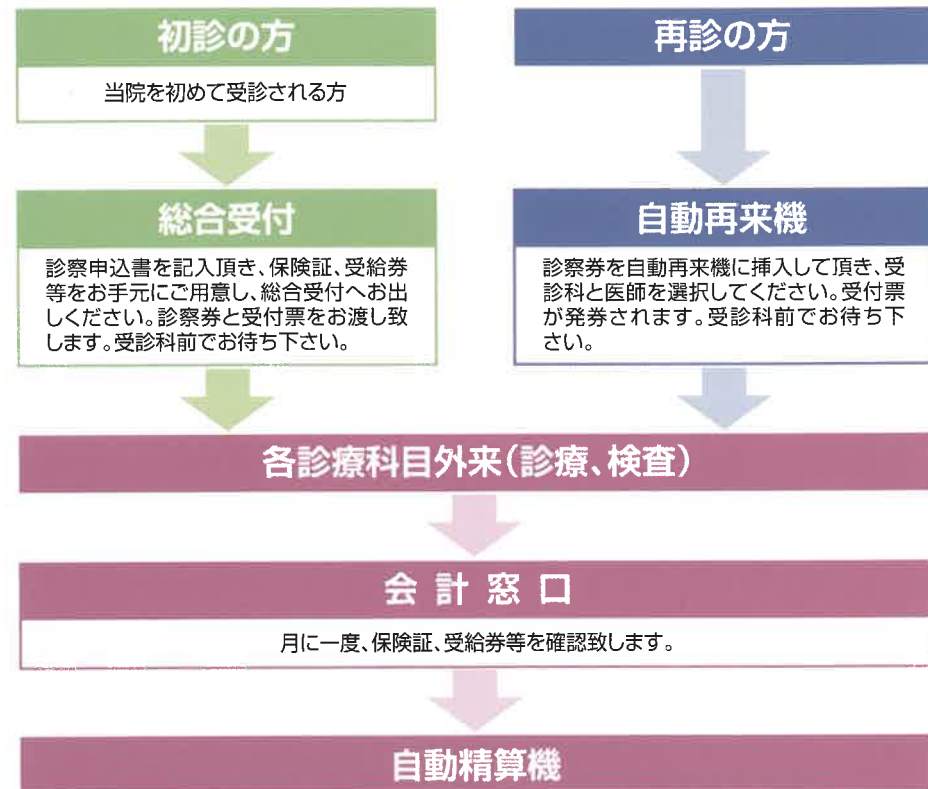 初診の方
当院を初めて受診される方
総合受付
診察申込書を記入頂き、保険証、受給券
等をお手元にご用意し、総合受付へお出
しください。診察券と受付票をお渡し致
します。受診科前でお待ち下さい。
再診の方
自動再来機
診察券を自動再来機に挿入して頂き、受
診科と医師を選択してください。受付票
が発券されます。受診科前でお待ち下
さい。
各診療科目外来(診療、検査)
会計窓口
月に一度、保険証、受給券等を確認致します。
自動精算機